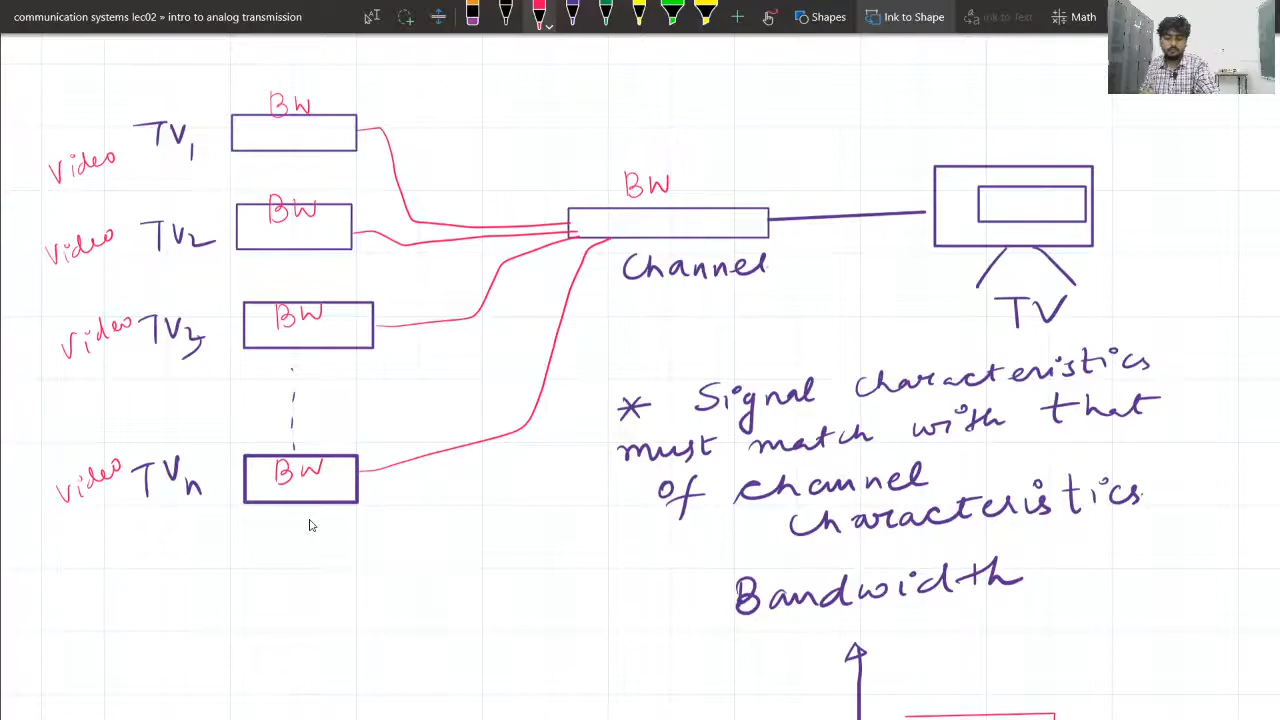 communication systems lec02 » intro to analog transmission
Shapes
Ink to Shape
Ink to Text
Math
BW
TV1
Video
BW
TV2
Video
BW
Channel
BW
TV3
Video
TV
* Signal characteristics
must match with that
of channel
characteristics
BW
TVn
Video
Bandwidth